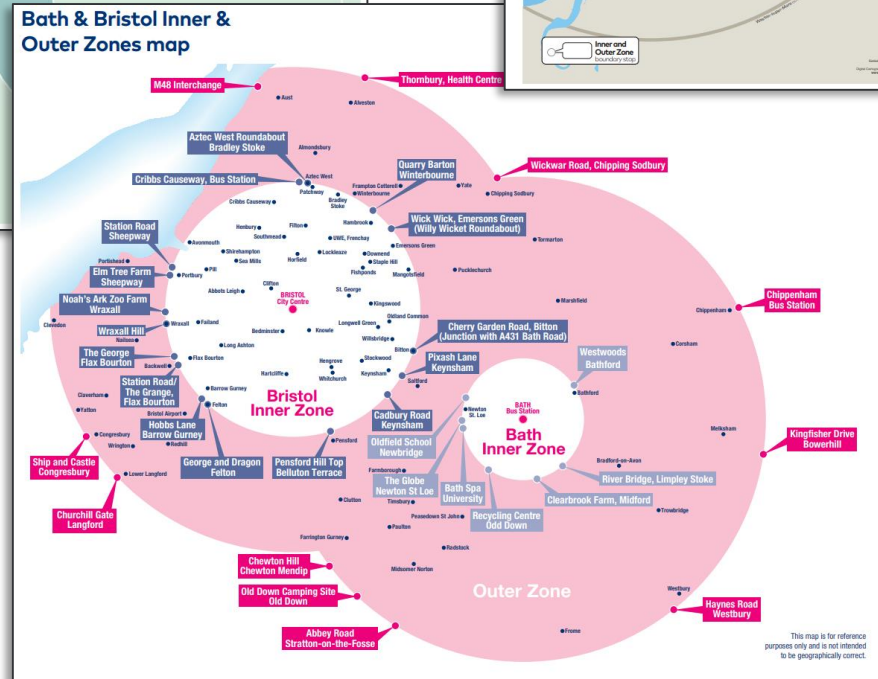 Bath & Bristol Inner &
Outer Zones map
Inner and
Outer Zone
boundary stop
M48 Interchange
Thornbury, Health Centre
Aust
Alveston
Aztec West Roundabout
Bradley Stoke
Almondsbury
Quarry Barton
Winterbourne
Wickwar Road, Chipping Sodbury
Cribbs Causeway, Bus Station
Aztec West
Patchway
Bradley
Stoke
Frampton Cotterell
Winterbourne
Yate
Chipping Sodbury
Cribbs Causeway
Hambrook
Wick Wick, Emersons Green
(Willy Wicket Roundabout)
Station Road
Sheepway
Henbury
Filton
Southmead
UWE, Frenchay
Avonmouth
Emersons Green
Tormarton
Shirehampton
Lockleaze
Downend
Sea Mills
Horfield
Staple Hill
Portishead
Elm Tree Farm
Sheepway
Pill
Portbury
Fishponds
Mangotsfield
Pucklechurch
Clifton
Abbots Leigh
St. George
Noah's Ark Zoo Farm
Wraxall
BRISTOL
City Centre
Kingswood
Marshfield
Chippenham
Chippenham
Bus Station
Clevedon
Wraxall Hill
Wraxall
Failand
Bedminster
Knowle
Longwell Green
Oldland Common
Cherry Garden Road, Bitton
(Junction with A431 Bath Road)
Nailsea
Willsbridge
Corsham
The George
Flax Bourton
Long Ashton
Bitton
Westwoods
Bathford
Backwell
Flax Bourton
Hengrove
Stockwood
Pixash Lane
Keynsham
Station Road/
The Grange,
Flax Bourton
Hartcliffe
Whitchurch
Keynsham
Saltford
Bathford
Claverham
Barrow Gurney
Bristol
Inner Zone
Cadbury Road
Keynsham
BATH
Bus Station
Yatton
Bristol Airport
Felton
Newton
St. Loe
Bath
Inner Zone
Hobbs Lane
Barrow Gurney
Congresbury
Redhill
Wrington
Pensford
Oldfield School
Newbridge
Melksham
Kingfisher Drive
Bowerhill
Ship and Castle
Congresbury
George and Dragon
Felton
Pensford Hill Top
Belluton Terrace
Lower Langford
Farmborough
The Globe
Newton St Loe
Bath Spa
University
Bradford-on-Avon
River Bridge, Limpley Stoke
Clearbrook Farm, Midford
Churchill Gate
Langford
Clutton
Timsbury
Recycling Centre
Odd Down
Trowbridge
Peasedown St John
Paulton
Farrington Gurney
Radstock
Chewton Hill
Chewton Mendip
Midsomer Norton
Old Down Camping Site
Old Down
Outer Zone
Westbury
Haynes Road
Westbury
Abbey Road
Stratton-on-the-Fosse
Frome
This map is for reference
purposes only and is not intended
to be geographically correct.